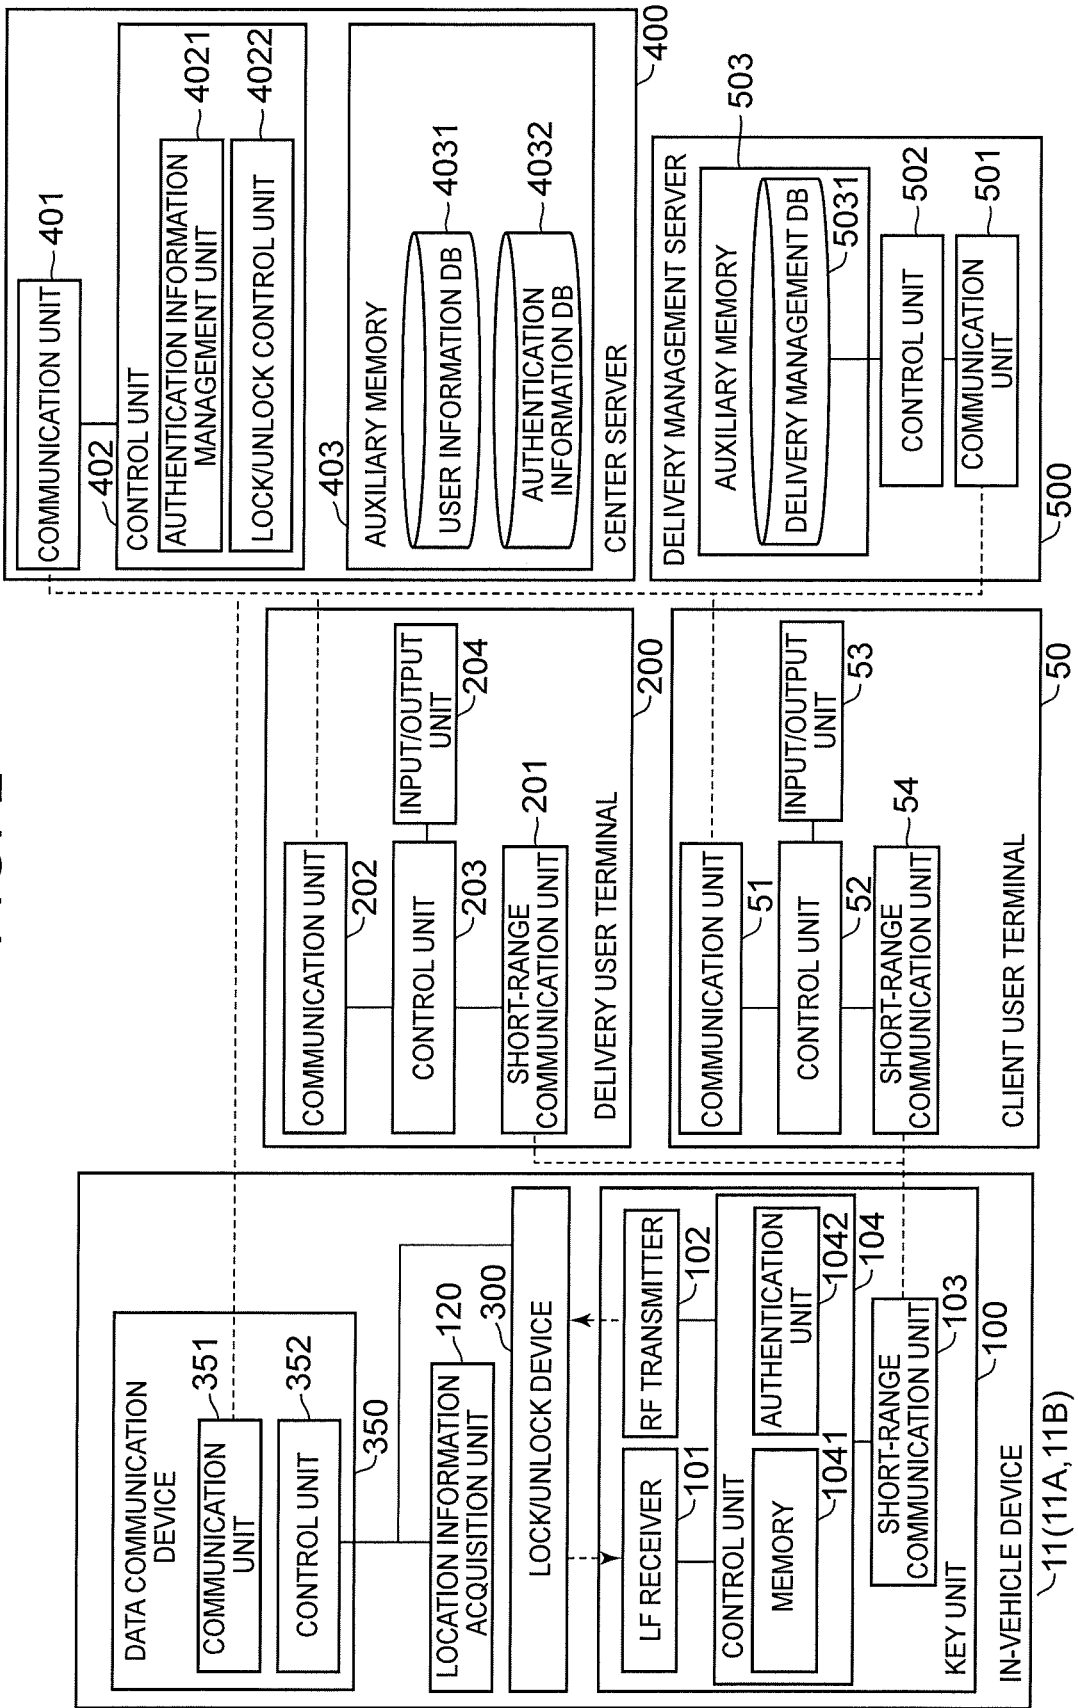 DATA COMMUNICATION
DEVICE
COMMUNICATION
UNIT
351
CONTROL UNIT
352
350
LOCATION INFORMATION
ACQUISITION UNIT
120
300
LOCK/UNLOCK DEVICE
LF RECEIVER
101
RF TRANSMITTER
102
CONTROL UNIT
MEMORY
1041
AUTHENTICATION
UNIT
1042
104
SHORT-RANGE
COMMUNICATION UNIT
103
KEY UNIT
100
IN-VEHICLE DEVICE
11(11A,11B)
COMMUNICATION UNIT
202
CONTROL UNIT
203
INPUT/OUTPUT
UNIT
204
SHORT-RANGE
COMMUNICATION UNIT
201
DELIVERY USER TERMINAL
200
COMMUNICATION UNIT
51
CONTROL UNIT
52
INPUT/OUTPUT
UNIT
53
SHORT-RANGE
COMMUNICATION UNIT
54
CLIENT USER TERMINAL
50
COMMUNICATION UNIT
401
402
CONTROL UNIT
AUTHENTICATION INFORMATION
MANAGEMENT UNIT
4021
LOCK/UNLOCK CONTROL UNIT
4022
403
AUXILIARY MEMORY
USER INFORMATION DB
4031
AUTHENTICATION
INFORMATION DB
4032
CENTER SERVER
400
DELIVERY MANAGEMENT SERVER
503
AUXILIARY MEMORY
DELIVERY MANAGEMENT DB
5031
CONTROL UNIT
502
COMMUNICATION
UNIT
501
500